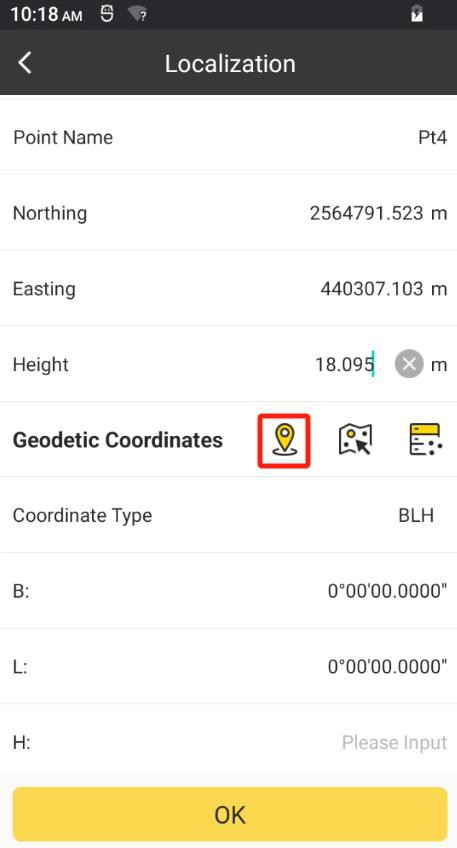 10:18 AM
Localization
Point Name Pt4
Northing 2564791.523 m
Easting 440307.103 m
Height 18.095 m
Geodetic Coordinates
Coordinate Type BLH
B: 0°00'00.0000"
L: 0°00'00.0000"
H: Please Input
OK